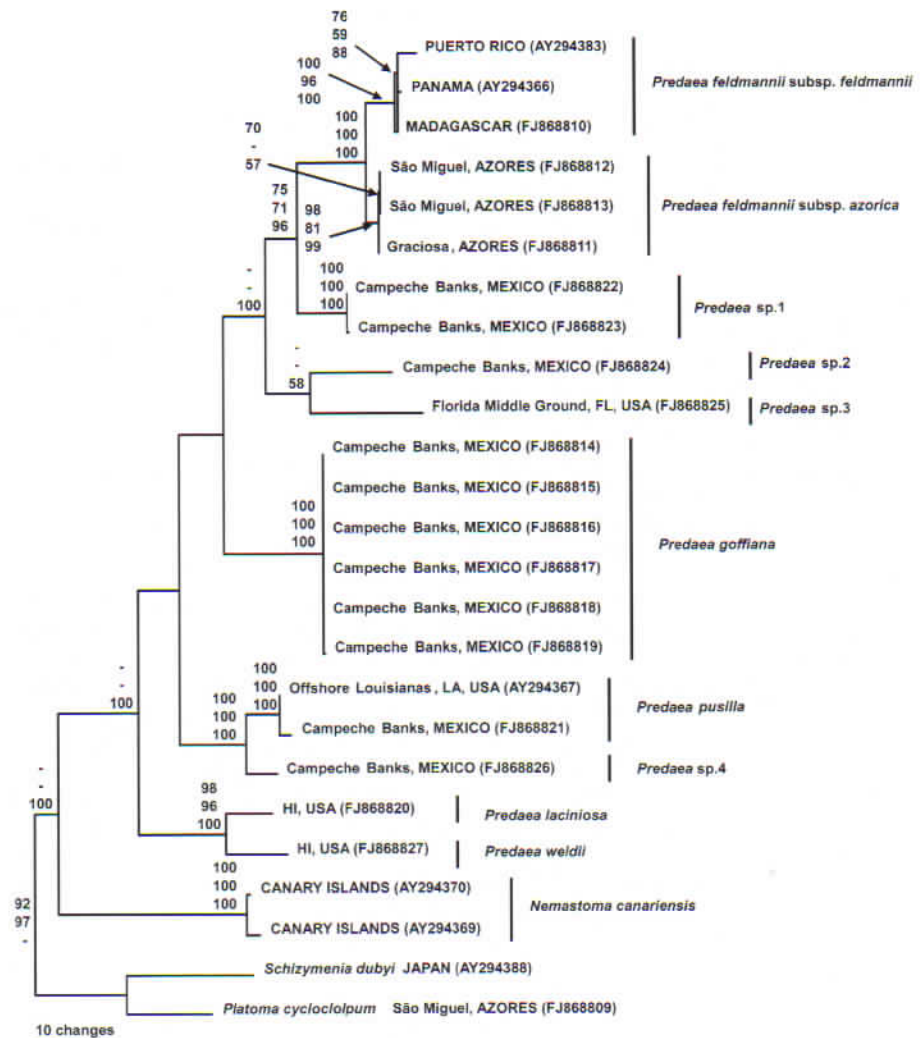 76
59
88
PUERTO RICO (AY294383)
100
96
100
PANAMA (AY294366)
Predaea feldmannii subsp. feldmannii
MADAGASCAR (FJ868810)
100
100
100
70
-
57
São Miguel, AZORES (FJ868812)
São Miguel, AZORES (FJ868813)
Predaea feldmannii subsp. azorica
75
71
96
98
81
99
Graciosa, AZORES (FJ868811)
100
100
100
Campeche Banks, MEXICO (FJ868822)
Predaea sp.1
Campeche Banks, MEXICO (FJ868823)
-
-
100
-
-
58
Campeche Banks, MEXICO (FJ868824)
Predaea sp.2
Florida Middle Ground, FL, USA (FJ868825)
Predaea sp.3
Campeche Banks, MEXICO (FJ868814)
Campeche Banks, MEXICO (FJ868815)
100
100
100
Campeche Banks, MEXICO (FJ868816)
Predaea goffiana
Campeche Banks, MEXICO (FJ868817)
Campeche Banks, MEXICO (FJ868818)
Campeche Banks, MEXICO (FJ868819)
-
-
100
100
100
100
Offshore Louisianas , LA, USA (AY294367)
Predaea pusilla
100
100
100
Campeche Banks, MEXICO (FJ868821)
Campeche Banks, MEXICO (FJ868826)
Predaea sp.4
-
-
100
98
96
100
HI, USA (FJ868820)
Predaea laciniosa
HI, USA (FJ868827)
Predaea weldii
100
100
100
CANARY ISLANDS (AY294370)
Nemastoma canariensis
CANARY ISLANDS (AY294369)
92
97
-
Schizymenia dubyi JAPAN (AY294388)
Platoma cycloclolpum São Miguel, AZORES (FJ868809)
10 changes